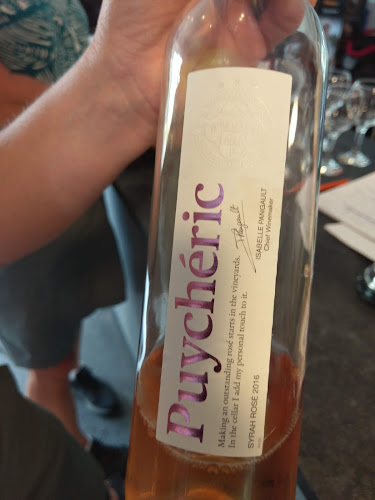 Puychéric
Making an outstanding rosé starts in the vineyards.
In the cellar I add my personal touch to it.
ISABELLE PANGAULT
Chief Winemaker
SYRAH ROSÉ 2016